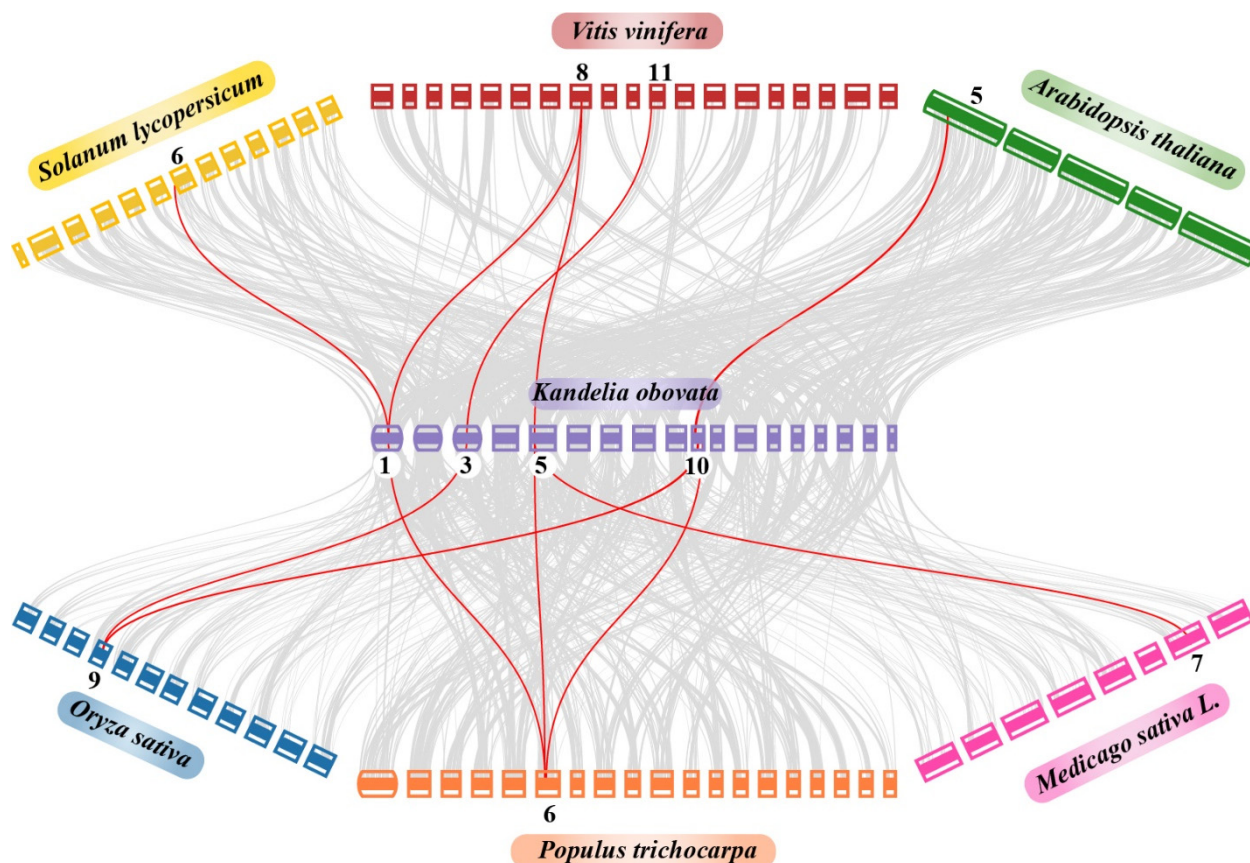 Vitis vinifera
8 11
Solanum lycopersicum
6
5
Arabidopsis thaliana
Kandelia obovata
1 3 5 10
9
Oryza sativa
7
Medicago sativa L.
6
Populus trichocarpa